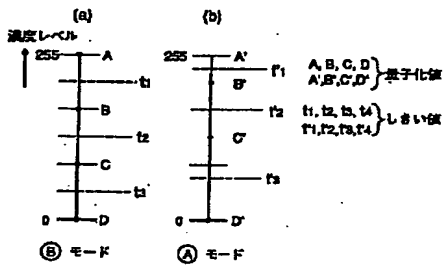 (a) (b)
濃度レベル
255 A 255 A'
t1 t'1
B B'
t2 t'2
C C'
t3 t'3
0 D 0 D'
Ⓑ モード Ⓐ モード
A, B, C, D
A',B',C',D' 量子化値
t1, t2, t3, t4
t'1,t'2,t'3,t'4 しきい値